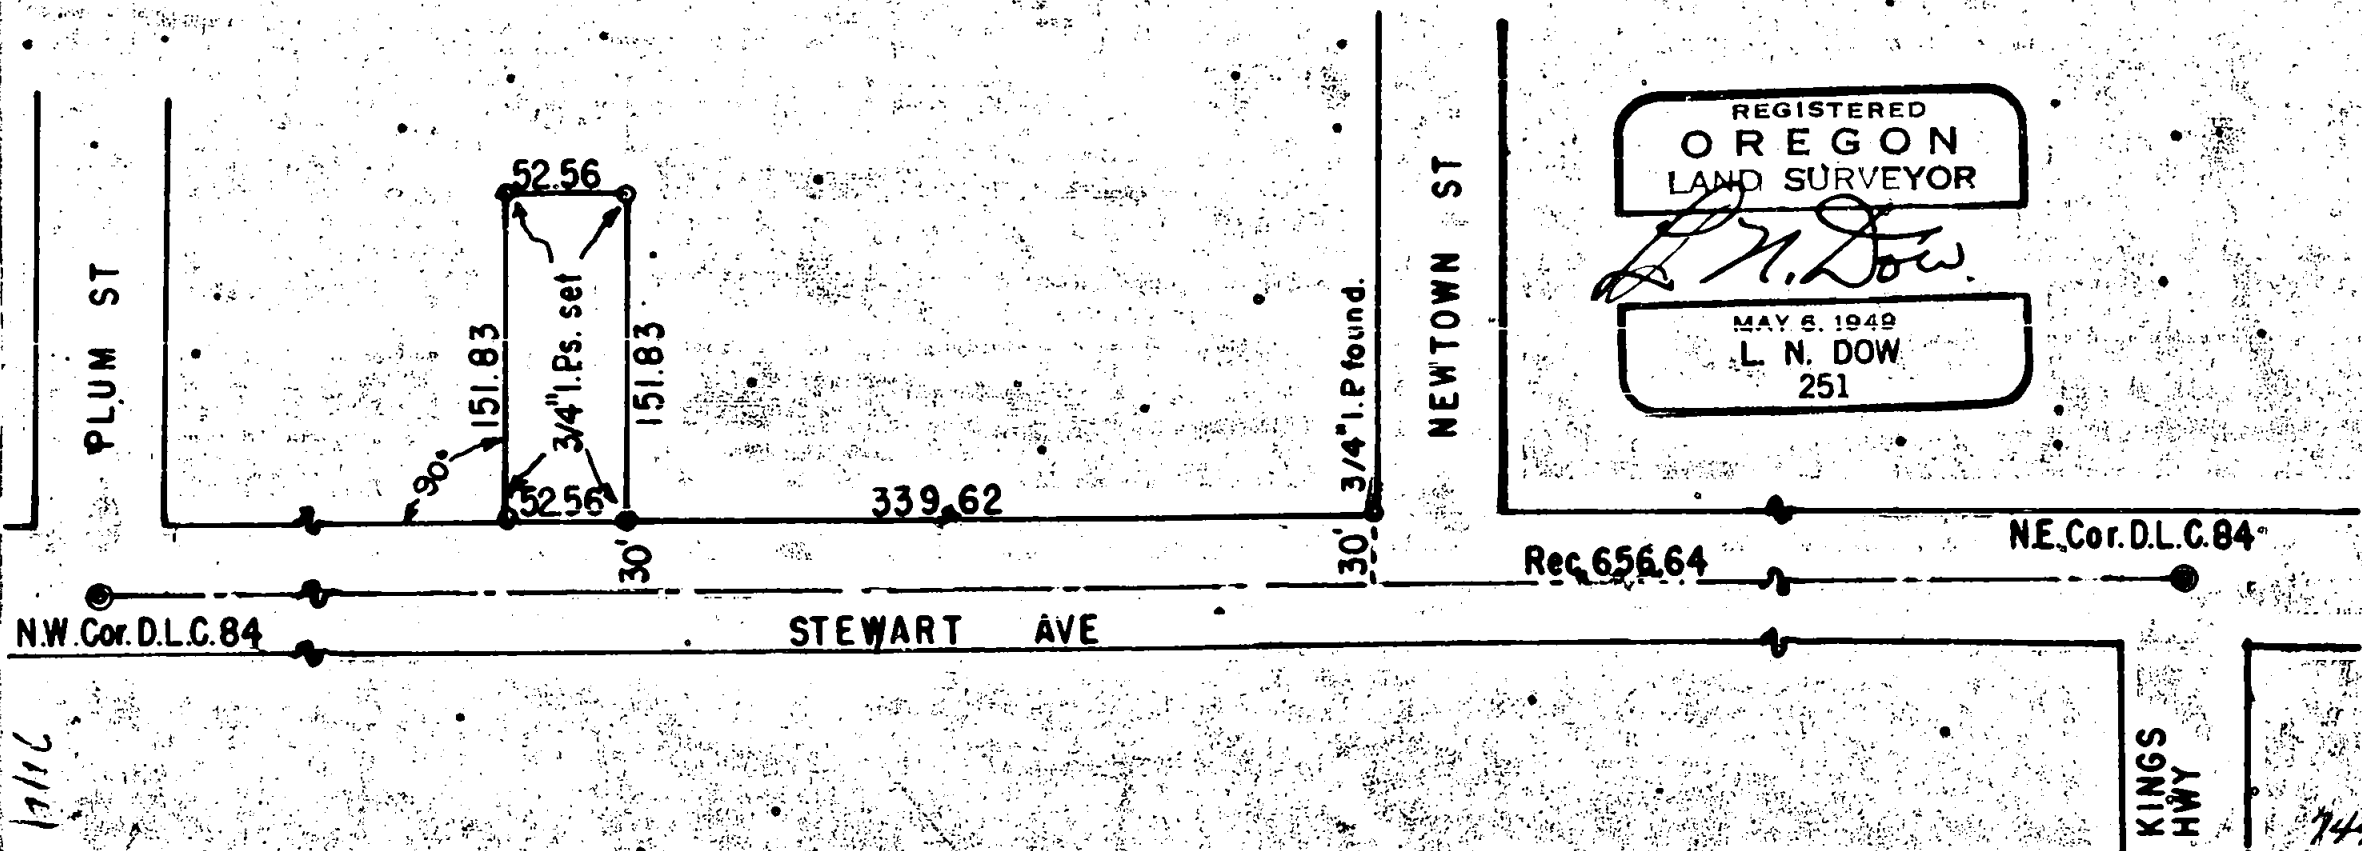 REGISTERED
OREGON
LAND SURVEYOR
L. N. Dow.
MAY 6, 1949
L. N. DOW
251
PLUM ST
52.56
151.83
3/4" I.Ps. set
151.83
90°
52.56
339.62
3/4" I.P found.
NEWTOWN ST
30'
30'
Rec. 656.64
N.E. Cor. D.L.C. 84
N.W. Cor. D.L.C. 84
STEWART AVE
KINGS
HWY